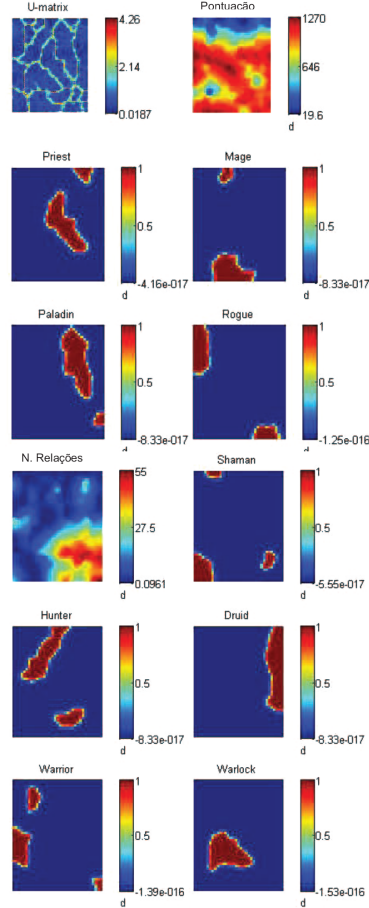 U-matrix
4.26
2.14
0.0187
Pontuação
1270
646
19.6
d
Priest
1
0.5
-4.16e-017
d
Mage
1
0.5
-8.33e-017
d
Paladin
1
0.5
-8.33e-017
d
Rogue
1
0.5
-1.25e-016
d
N. Relações
55
27.5
0.0961
d
Shaman
1
0.5
-5.55e-017
d
Hunter
1
0.5
-8.33e-017
d
Druid
1
0.5
-8.33e-017
d
Warrior
1
0.5
-1.39e-016
d
Warlock
1
0.5
-1.53e-016
d